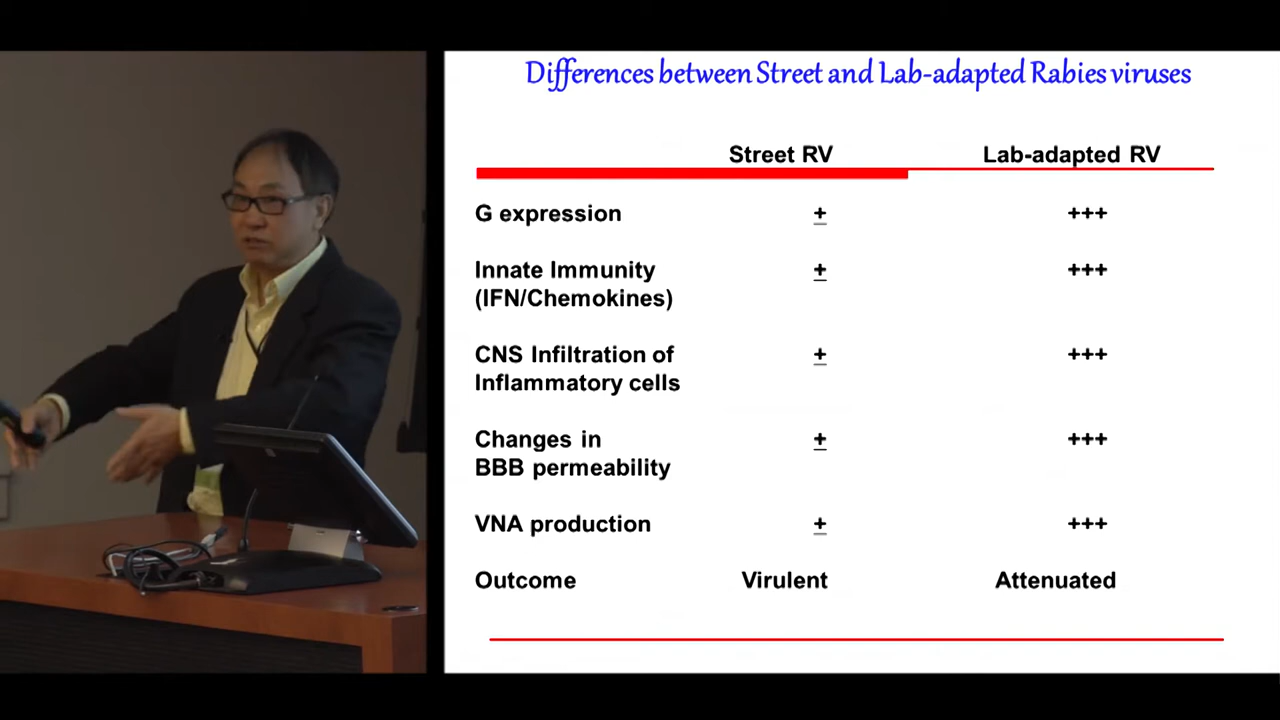 Differences between Street and Lab-adapted Rabies viruses
Street RV Lab-adapted RV
G expression ± +++
Innate Immunity ± +++
(IFN/Chemokines)
CNS Infiltration of ± +++
Inflammatory cells
Changes in ± +++
BBB permeability
VNA production ± +++
Outcome Virulent Attenuated